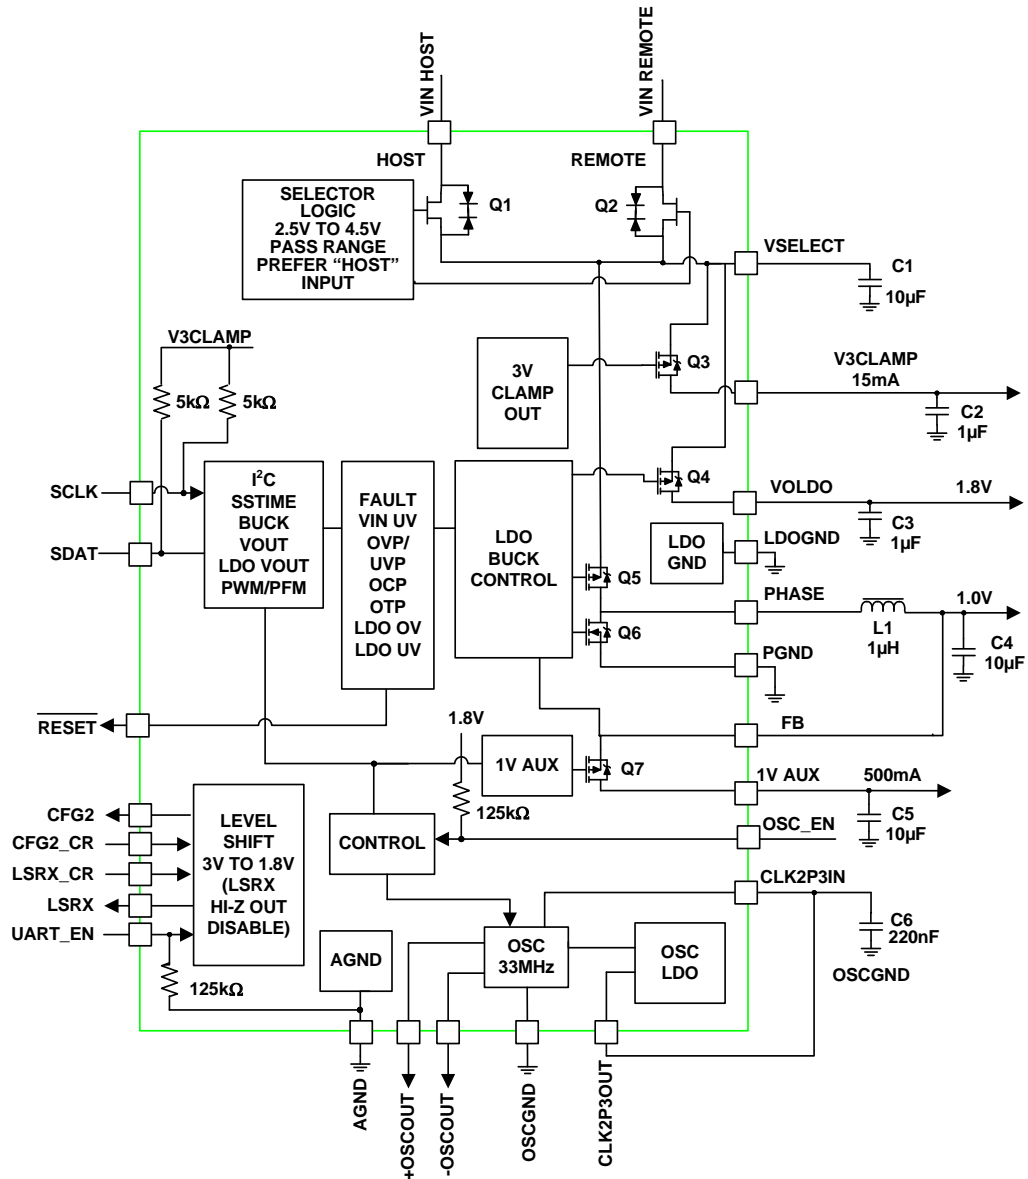 VIN HOST
VIN REMOTE
HOST
REMOTE
SELECTOR
LOGIC
2.5V TO 4.5V
PASS RANGE
PREFER “HOST”
INPUT
Q1
Q2
VSELECT
C1
10µF
V3CLAMP
5kΩ
5kΩ
3V
CLAMP
OUT
Q3
V3CLAMP
15mA
C2
1µF
SCLK
SDAT
I²C
SSTIME
BUCK
VOUT
LDO VOUT
PWM/PFM
FAULT
VIN UV
OVP/
UVP
OCP
OTP
LDO OV
LDO UV
LDO
BUCK
CONTROL
Q4
VOLDO
1.8V
C3
1µF
LDO
GND
LDOGND
Q5
PHASE
L1
1µH
1.0V
C4
10µF
Q6
PGND
RESET
1.8V
FB
1V AUX
Q7
1V AUX
500mA
C5
10µF
125kΩ
CONTROL
OSC_EN
CFG2
CFG2_CR
LSRX_CR
LSRX
UART_EN
LEVEL
SHIFT
3V TO 1.8V
(LSRX
HI-Z OUT
DISABLE)
125kΩ
AGND
OSC
33MHz
OSC
LDO
CLK2P3IN
C6
220nF
OSCGND
AGND
+OSCOUT
-OSCOUT
OSCGND
CLK2P3OUT